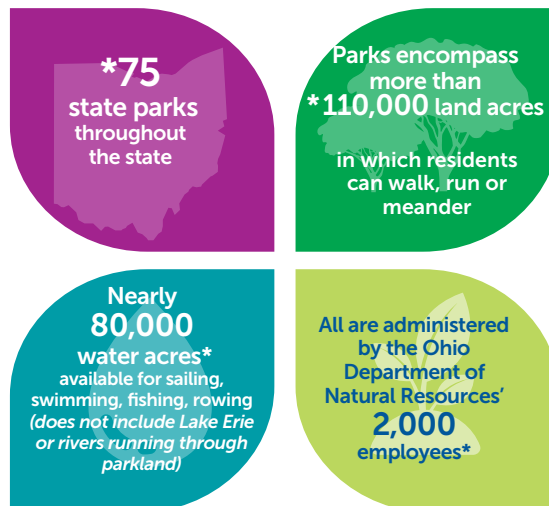 *75
state parks
throughout
the state
Parks encompass
more than
*110,000 land acres
in which residents
can walk, run or
meander
Nearly
80,000
water acres*
available for sailing,
swimming, fishing, rowing
(does not include Lake Erie
or rivers running through
parkland)
All are administered
by the Ohio
Department of
Natural Resources’
2,000
employees*